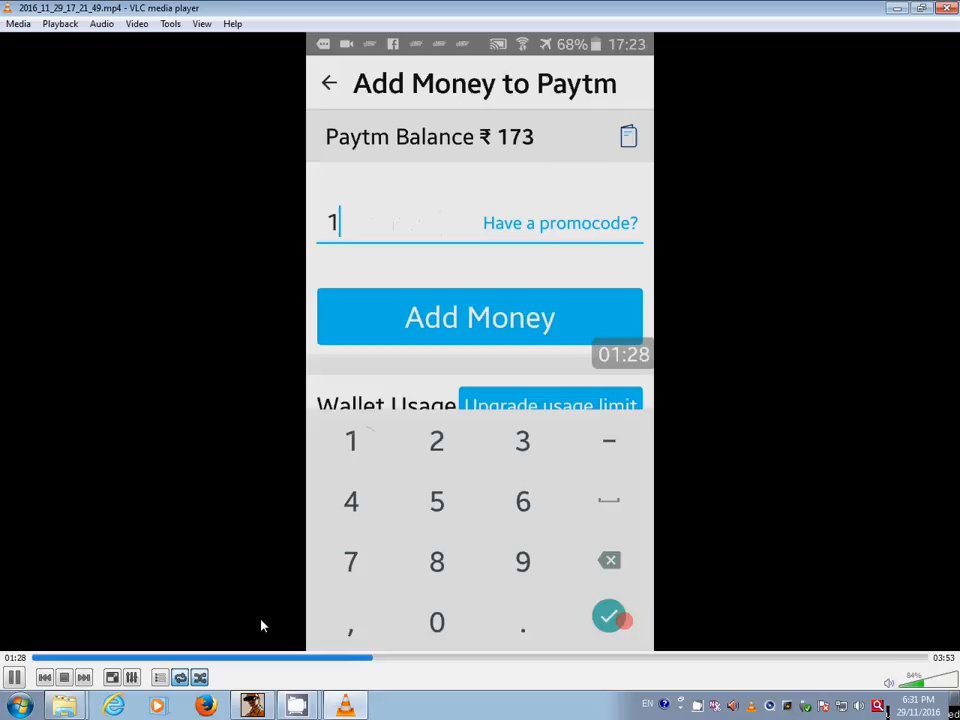 2016_11_29_17_21_49.mp4 - VLC media player
Media Playback Audio Video Tools View Help
68% 17:23
Add Money to Paytm
Paytm Balance ₹ 173
1 Have a promocode?
Add Money
01:28
Wallet Usage Upgrade usage limit
1 2 3 -
4 5 6
7 8 9
, 0 .
01:28 03:53
84%
EN 6:31 PM
29/11/2016